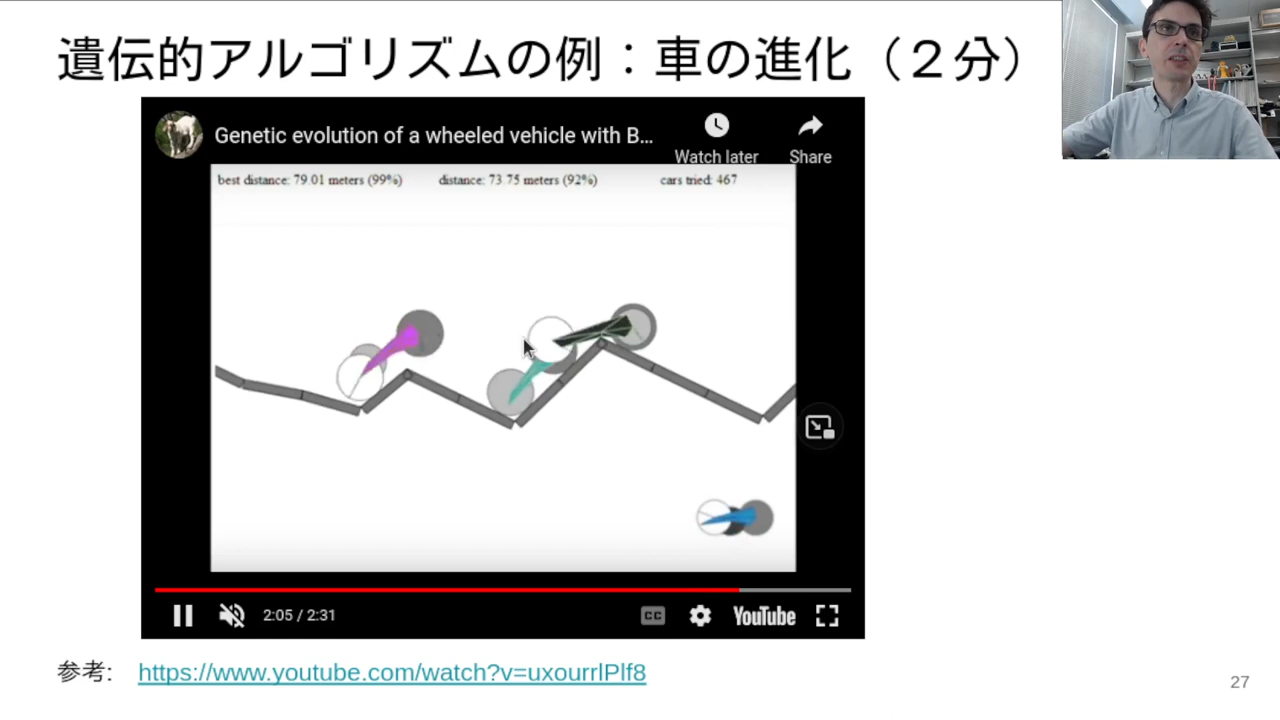 遺伝的アルゴリズムの例：車の進化（２分）
Genetic evolution of a wheeled vehicle with B...
Watch later
Share
best distance: 79.01 meters (99%)
distance: 73.75 meters (92%)
cars tried: 467
2:05 / 2:31
CC
YouTube
参考: https://www.youtube.com/watch?v=uxourrlPlf8
27